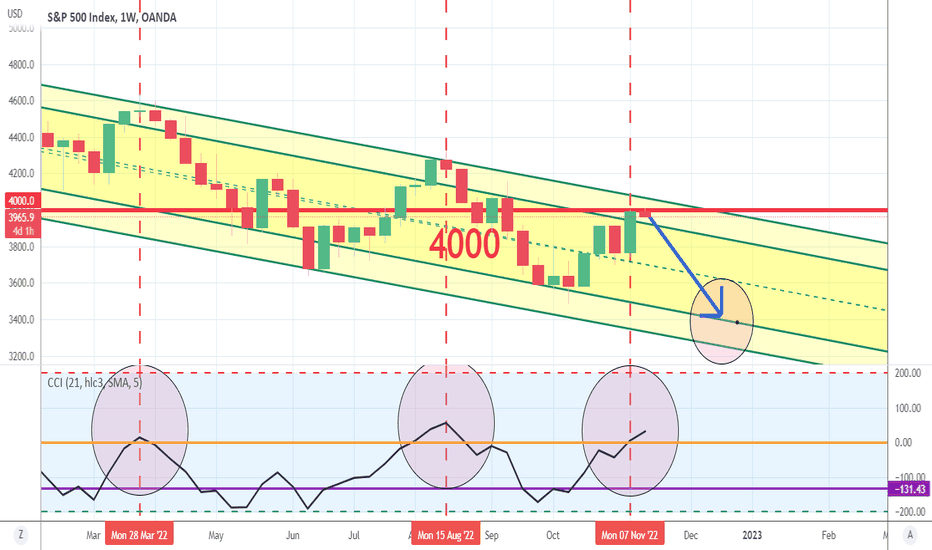 USD
S&P 500 Index, 1W, OANDA
5000.0
4600.0
4400.0
4200.0
4000.0
3965.9
4d 1h
3800.0
3600.0
3400.0
3200.0
4000
CCI (21, hlc3, SMA, 5)
200.00
100.00
0.00
-100.00
−131.43
-200.00
Z
Mar
Mon 28 Mar '22
May
Jun
Jul
Mon 15 Aug '22
Sep
Oct
Mon 07 Nov '22
Dec
2023
Feb
A